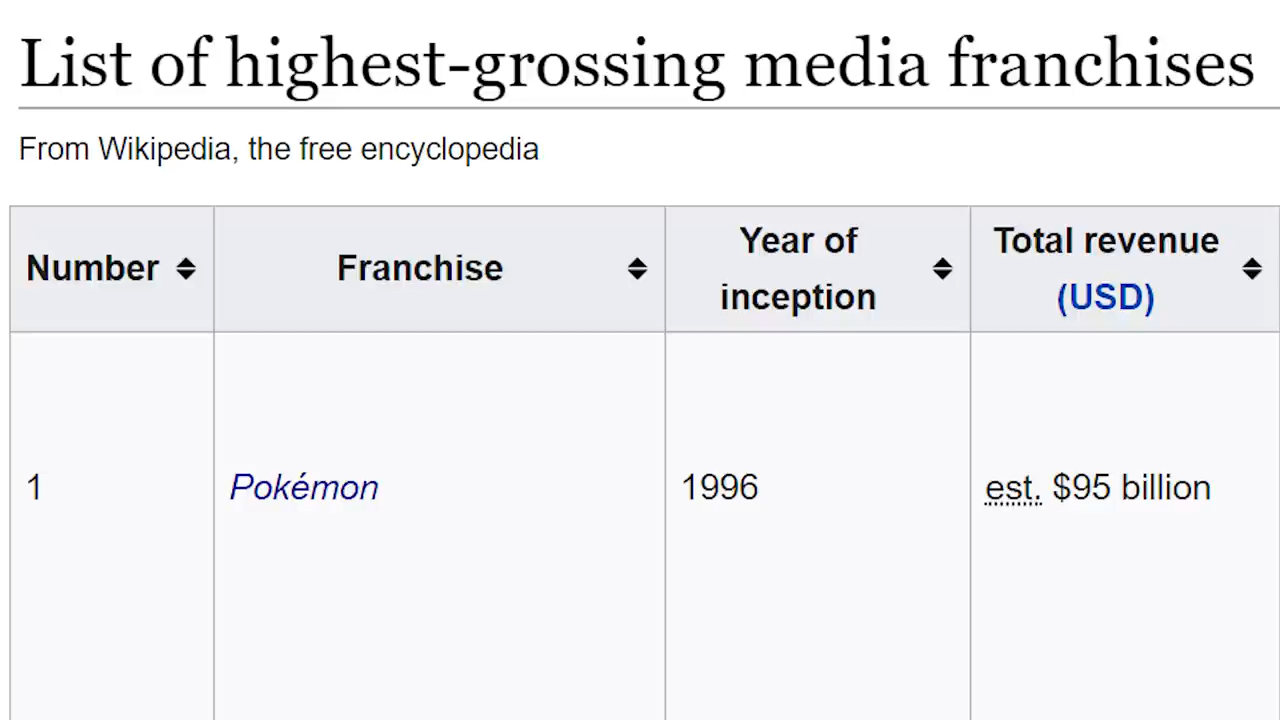 List of highest-grossing media franchises
From Wikipedia, the free encyclopedia
Number Franchise Year of inception Total revenue (USD)
1 Pokémon 1996 est. $95 billion